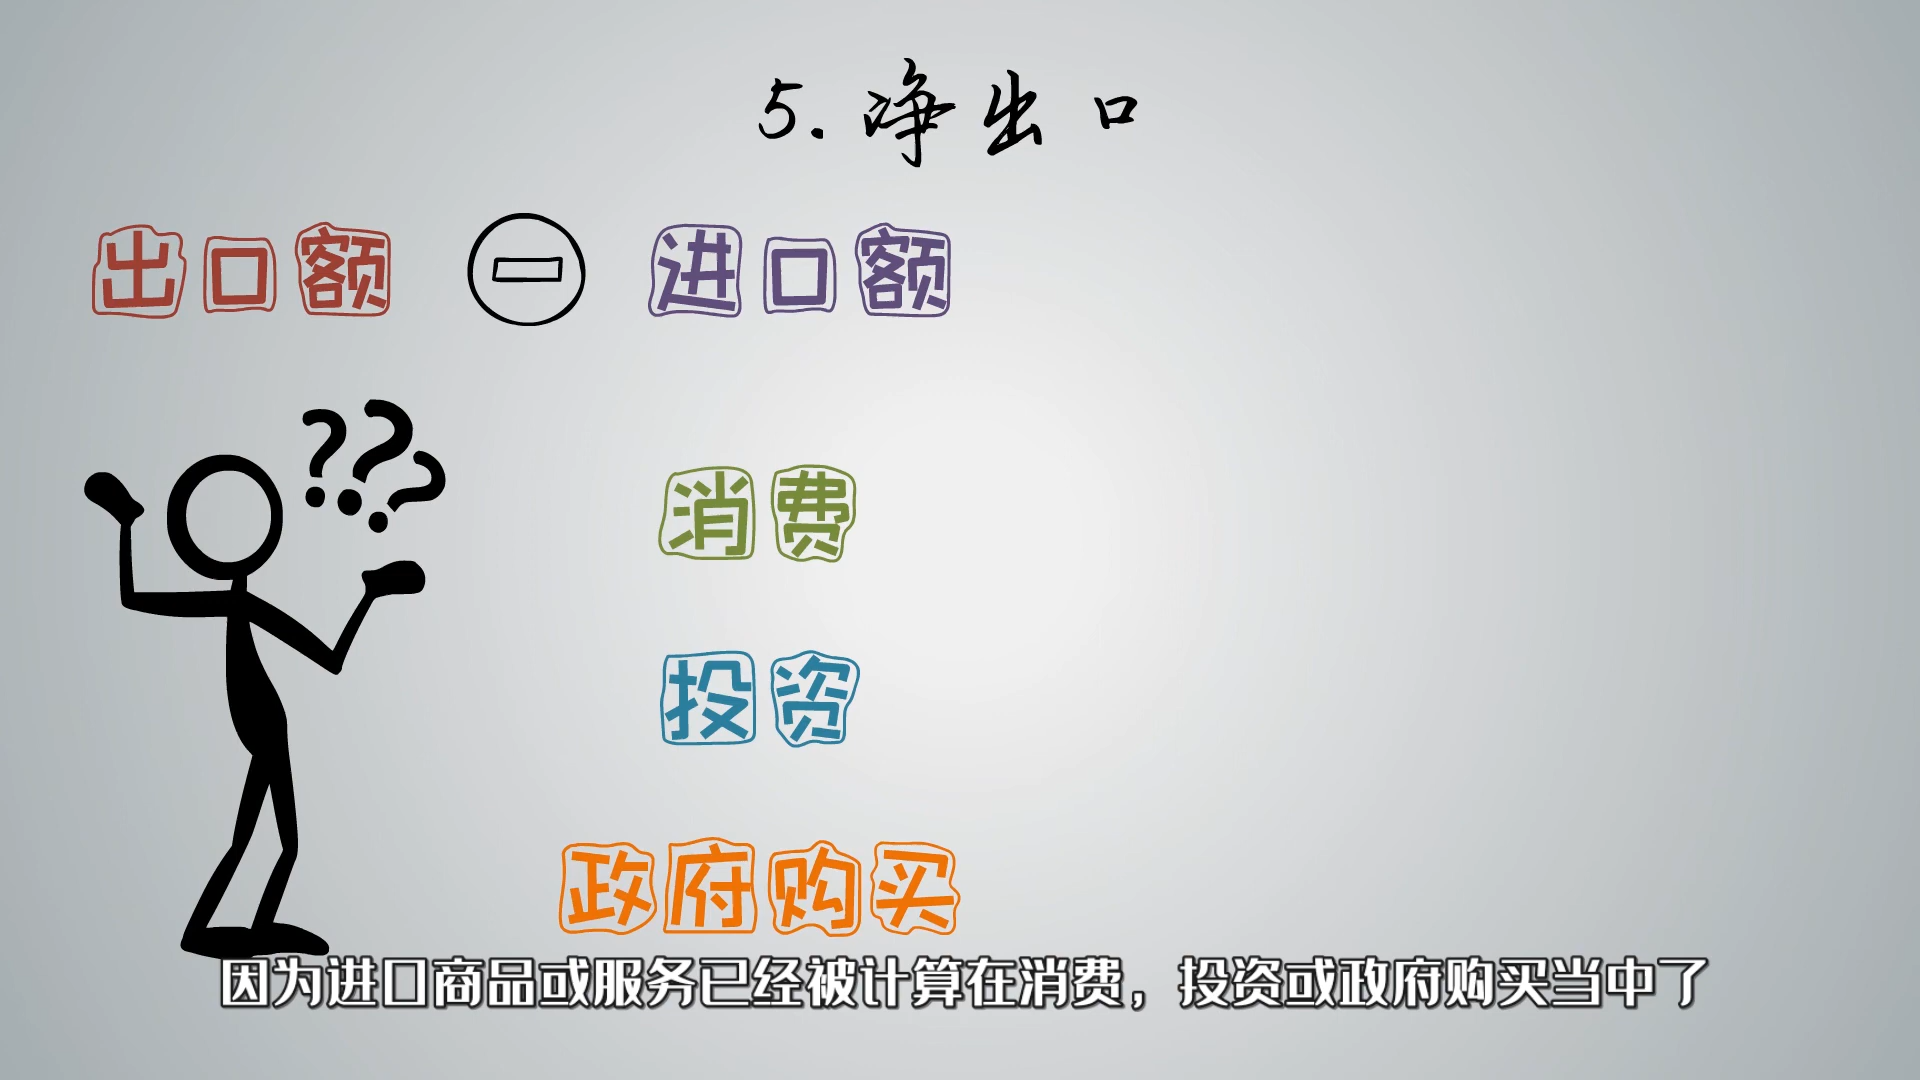 5.净出口
出口额 - 进口额
???
消费
投资
政府购买
因为进口商品或服务已经被计算在消费，投资或政府购买当中了